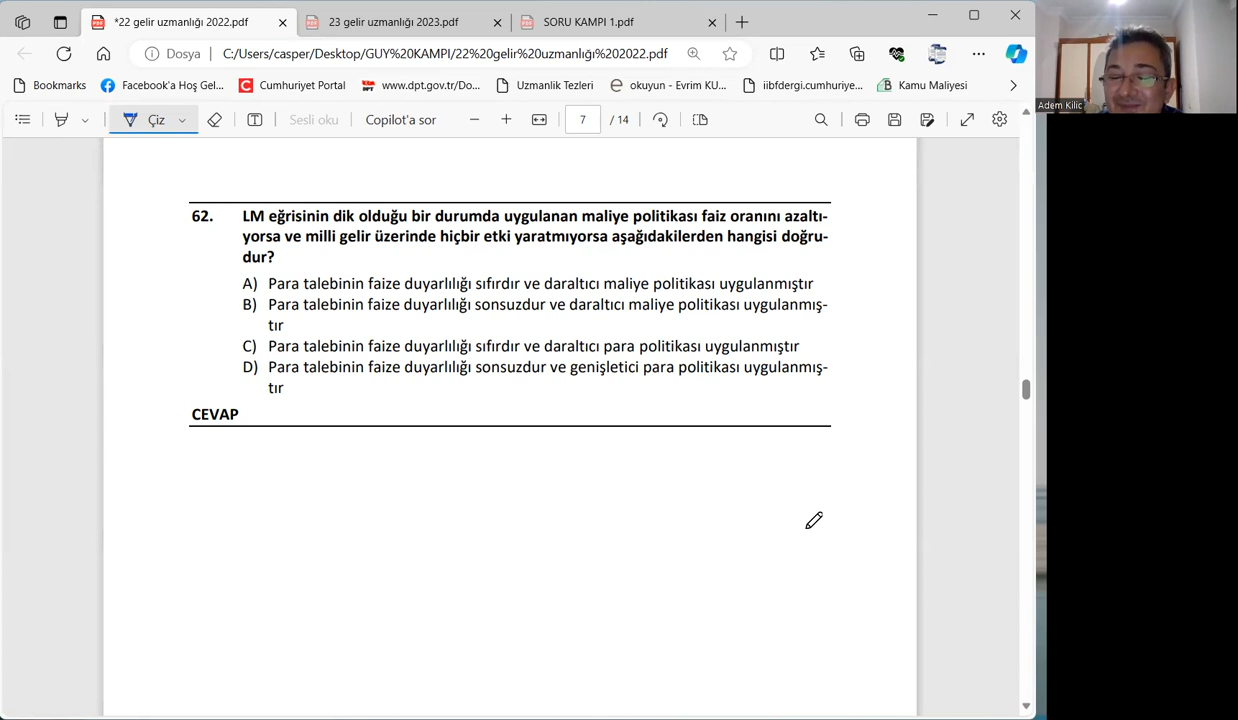 *22 gelir uzmanlığı 2022.pdf
23 gelir uzmanlığı 2023.pdf
SORU KAMPI 1.pdf
Dosya
C:/Users/casper/Desktop/GUY%20KAMPI/22%20gelir%20uzmanlığı%202022.pdf
Bookmarks
Facebook'a Hoş Gel...
Cumhuriyet Portal
www.dpt.gov.tr/Do...
Uzmanlık Tezleri
okuyun - Evrim KU...
iibfdergi.cumhuriye...
Kamu Maliyesi
Çiz
Sesli oku
Copilot'a sor
7 / 14
Adem Kilic
62. LM eğrisinin dik olduğu bir durumda uygulanan maliye politikası faiz oranını azaltı-
yorsa ve milli gelir üzerinde hiçbir etki yaratmıyorsa aşağıdakilerden hangisi doğru-
dur?
A) Para talebinin faize duyarlılığı sıfırdır ve daraltıcı maliye politikası uygulanmıştır
B) Para talebinin faize duyarlılığı sonsuzdur ve daraltıcı maliye politikası uygulanmış-
tır
C) Para talebinin faize duyarlılığı sıfırdır ve daraltıcı para politikası uygulanmıştır
D) Para talebinin faize duyarlılığı sonsuzdur ve genişletici para politikası uygulanmış-
tır
CEVAP